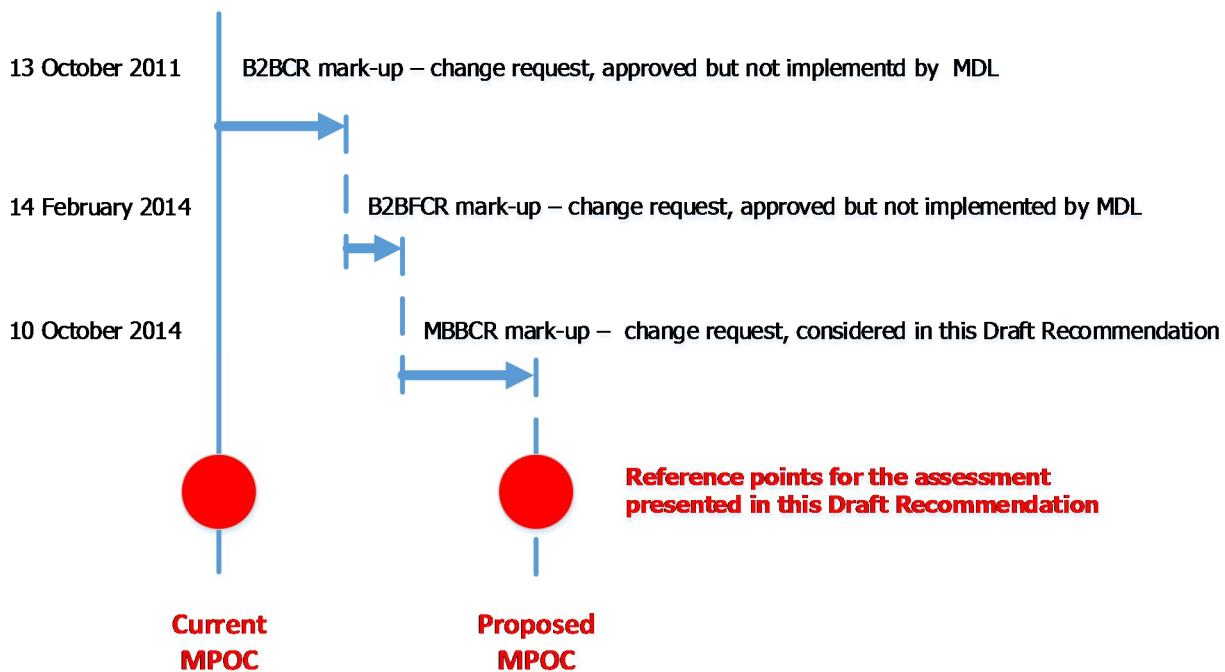 13 October 2011 B2BCR mark-up – change request, approved but not implementd by MDL
14 February 2014 B2BFCR mark-up – change request, approved but not implemented by MDL
10 October 2014 MBBCR mark-up – change request, considered in this Draft Recommendation
Reference points for the assessment
presented in this Draft Recommendation
Current
MPOC
Proposed
MPOC